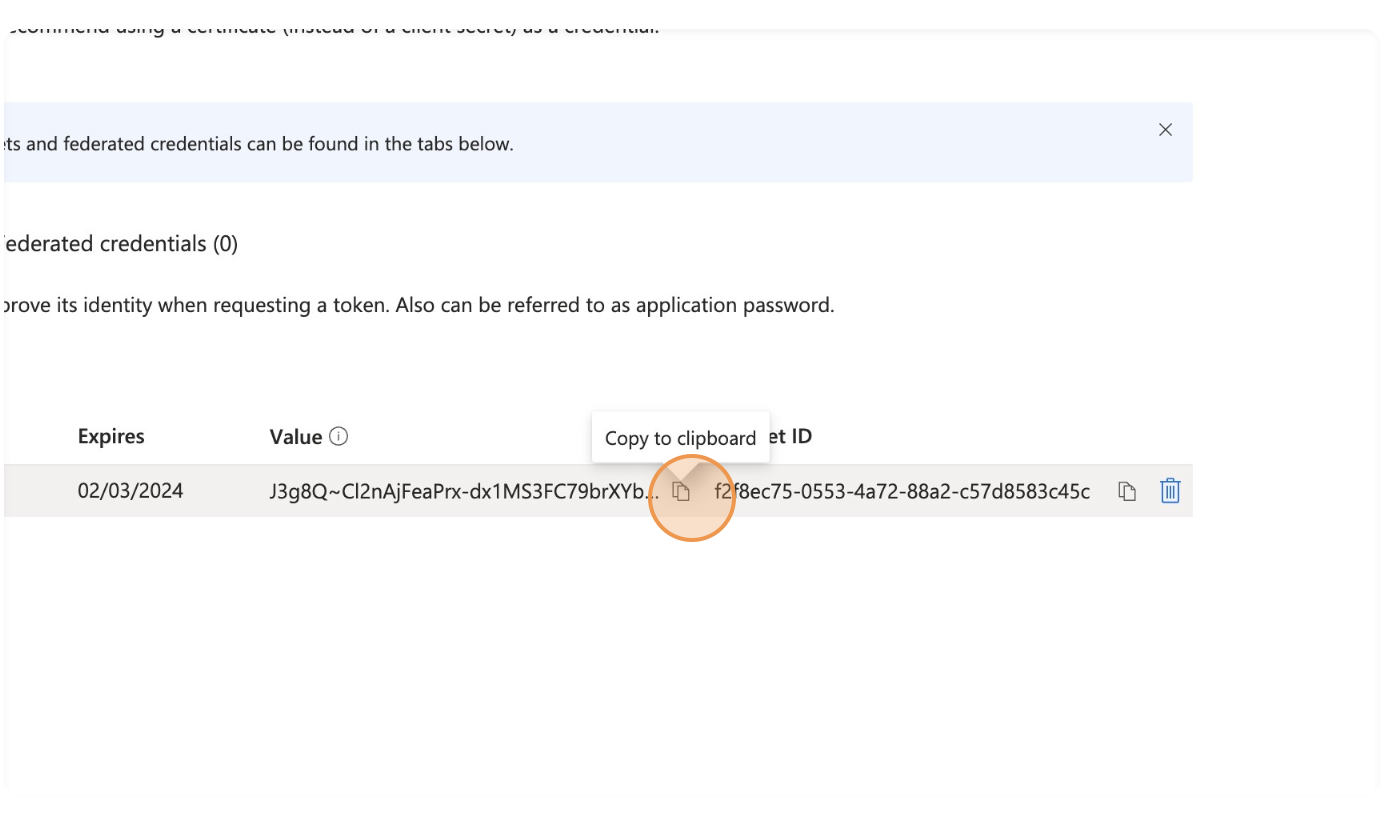 ecommend using a certificate (instead of a client secret) as a credential.
ts and federated credentials can be found in the tabs below.
ederated credentials (0)
prove its identity when requesting a token. Also can be referred to as application password.
Copy to clipboard
Expires Value et ID
02/03/2024 J3g8Q~Cl2nAjFeaPrx-dx1MS3FC79brXYb... f2f8ec75-0553-4a72-88a2-c57d8583c45c